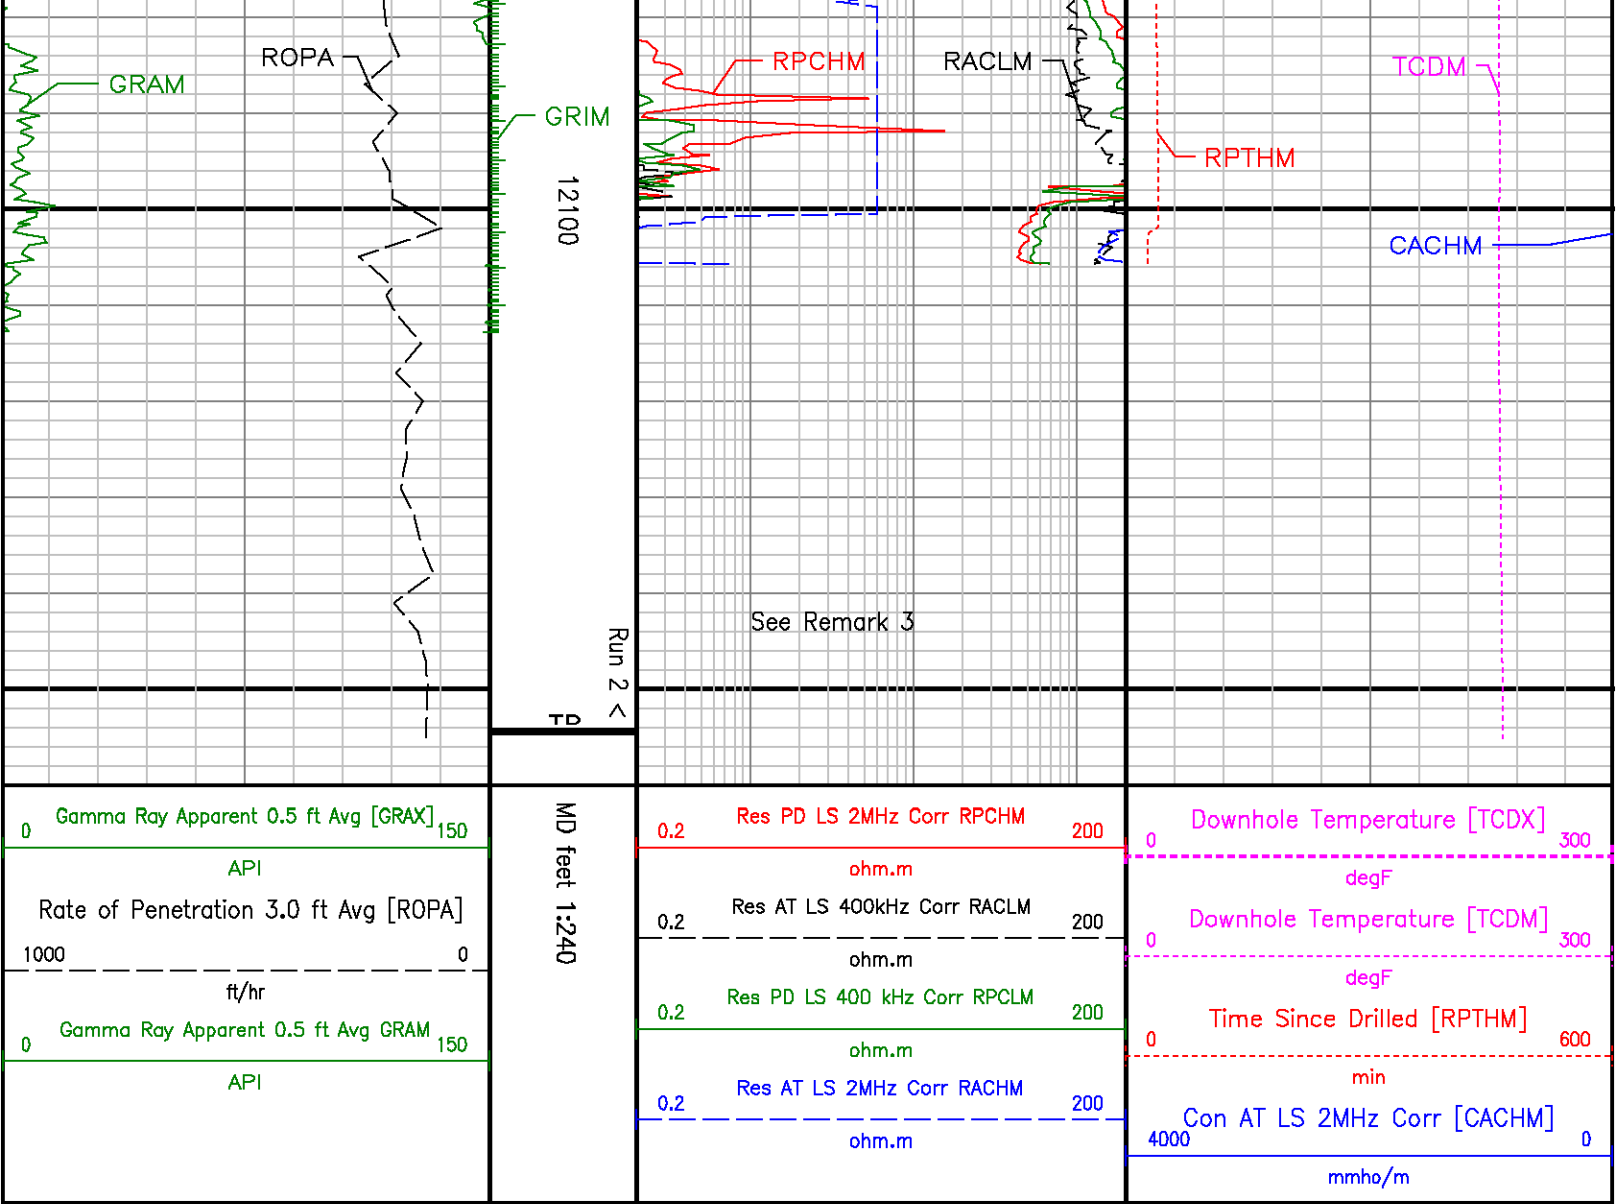 ROPA
GRAM
GRIM
RPCHM
RACLM
TCDM
RPTHM
12100
CACHM
See Remark 3
Run 2 <
TD
Gamma Ray Apparent 0.5 ft Avg [GRAX]
0 150
API
Rate of Penetration 3.0 ft Avg [ROPA]
1000 0
ft/hr
Gamma Ray Apparent 0.5 ft Avg GRAM
0 150
API
MD feet 1:240
Res PD LS 2MHz Corr RPCHM
0.2 200
ohm.m
Res AT LS 400kHz Corr RACLM
0.2 200
ohm.m
Res PD LS 400 kHz Corr RPCLM
0.2 200
ohm.m
Res AT LS 2MHz Corr RACHM
0.2 200
ohm.m
Downhole Temperature [TCDX]
0 300
degF
Downhole Temperature [TCDM]
0 300
degF
Time Since Drilled [RPTHM]
0 600
min
Con AT LS 2MHz Corr [CACHM]
4000 0
mmho/m